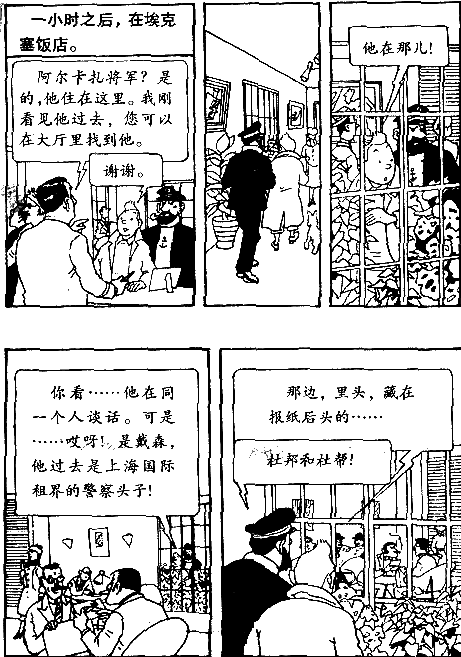 一小时之后，在埃克
塞饭店。
阿尔卡扎将军？是
的，他住在这里。我刚
看见他过去，您可以
在大厅里找到他。
谢谢。
他在那儿！
你看……他在同
一个人谈话。可是
……哎呀！是戴森，
他过去是上海国际
租界的警察头子！
那边，里头，藏在
报纸后头的……
杜邦和杜帮！